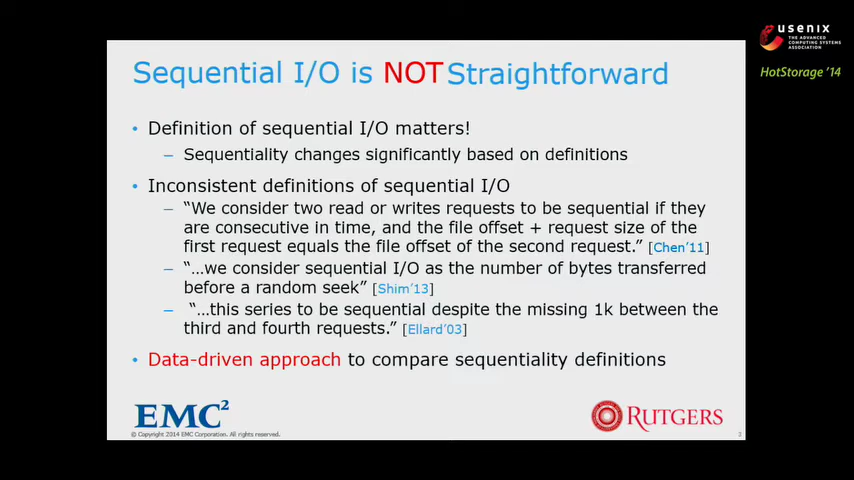 usenix
THE ADVANCED
COMPUTING SYSTEMS
ASSOCIATION
HotStorage '14
Sequential I/O is NOT Straightforward
• Definition of sequential I/O matters!
– Sequentiality changes significantly based on definitions
• Inconsistent definitions of sequential I/O
– “We consider two read or writes requests to be sequential if they
are consecutive in time, and the file offset + request size of the
first request equals the file offset of the second request.” [Chen'11]
– “…we consider sequential I/O as the number of bytes transferred
before a random seek” [Shim'13]
– “…this series to be sequential despite the missing 1k between the
third and fourth requests.” [Ellard'03]
• Data-driven approach to compare sequentiality definitions
EMC²
© Copyright 2014 EMC Corporation. All rights reserved.
RUTGERS
3